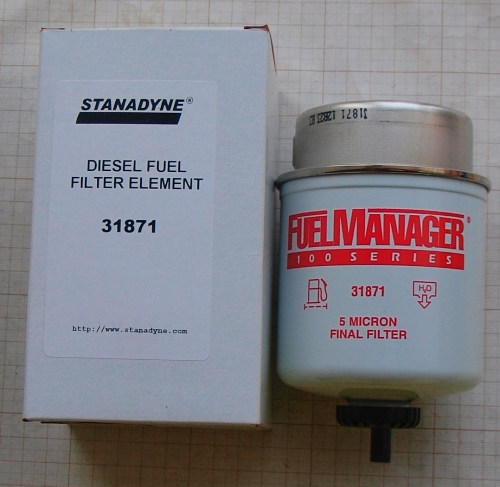 STANADYNE®
DIESEL FUEL
FILTER ELEMENT
31871
http://www.stanadyne.com
31871
FUELMANAGER®
100 SERIES
31871
H₂O
5 MICRON
FINAL FILTER